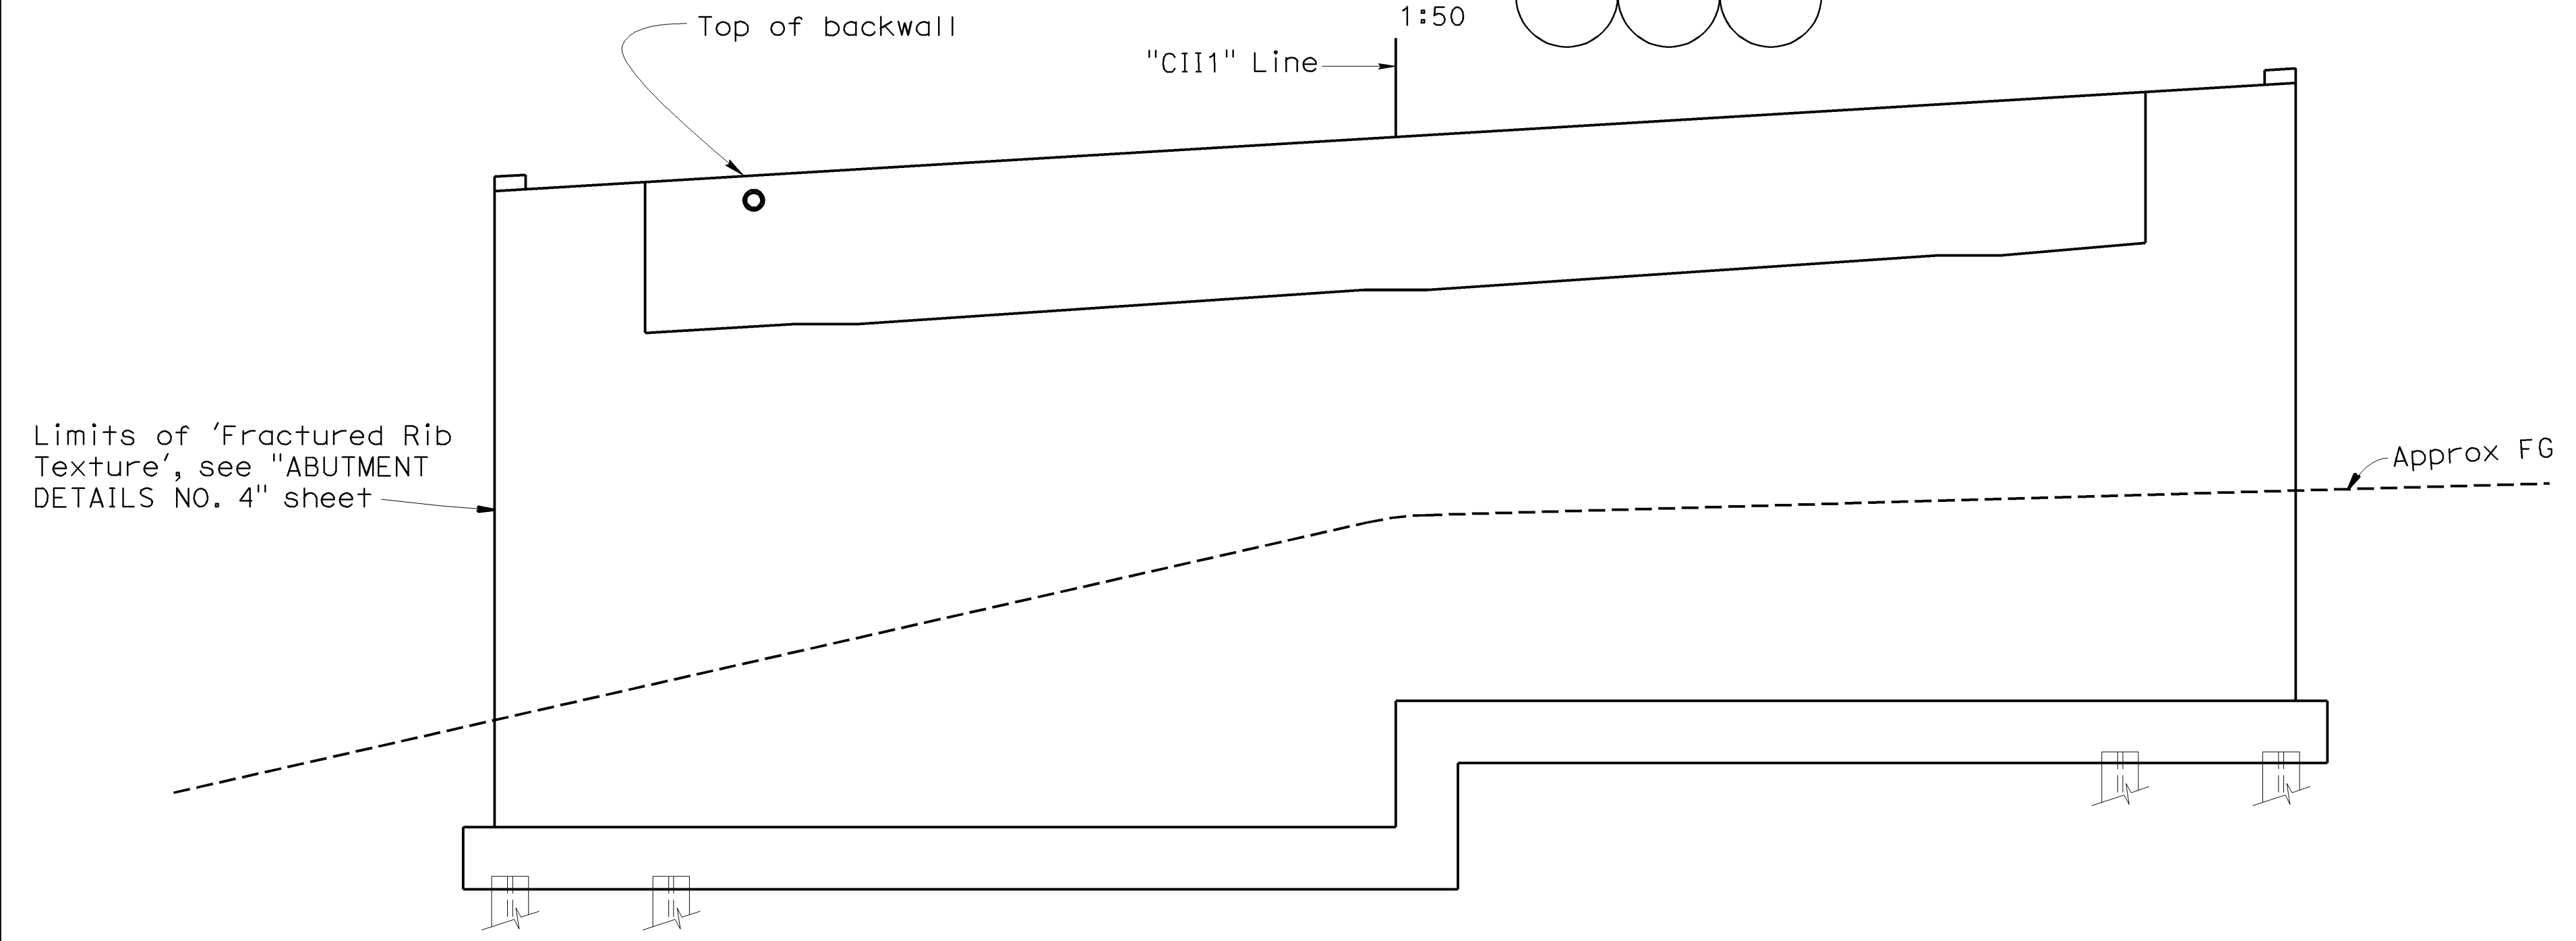 Top of backwall
1:50
"CII1" Line
Limits of 'Fractured Rib
Texture', see "ABUTMENT
DETAILS NO. 4" sheet
Approx FG